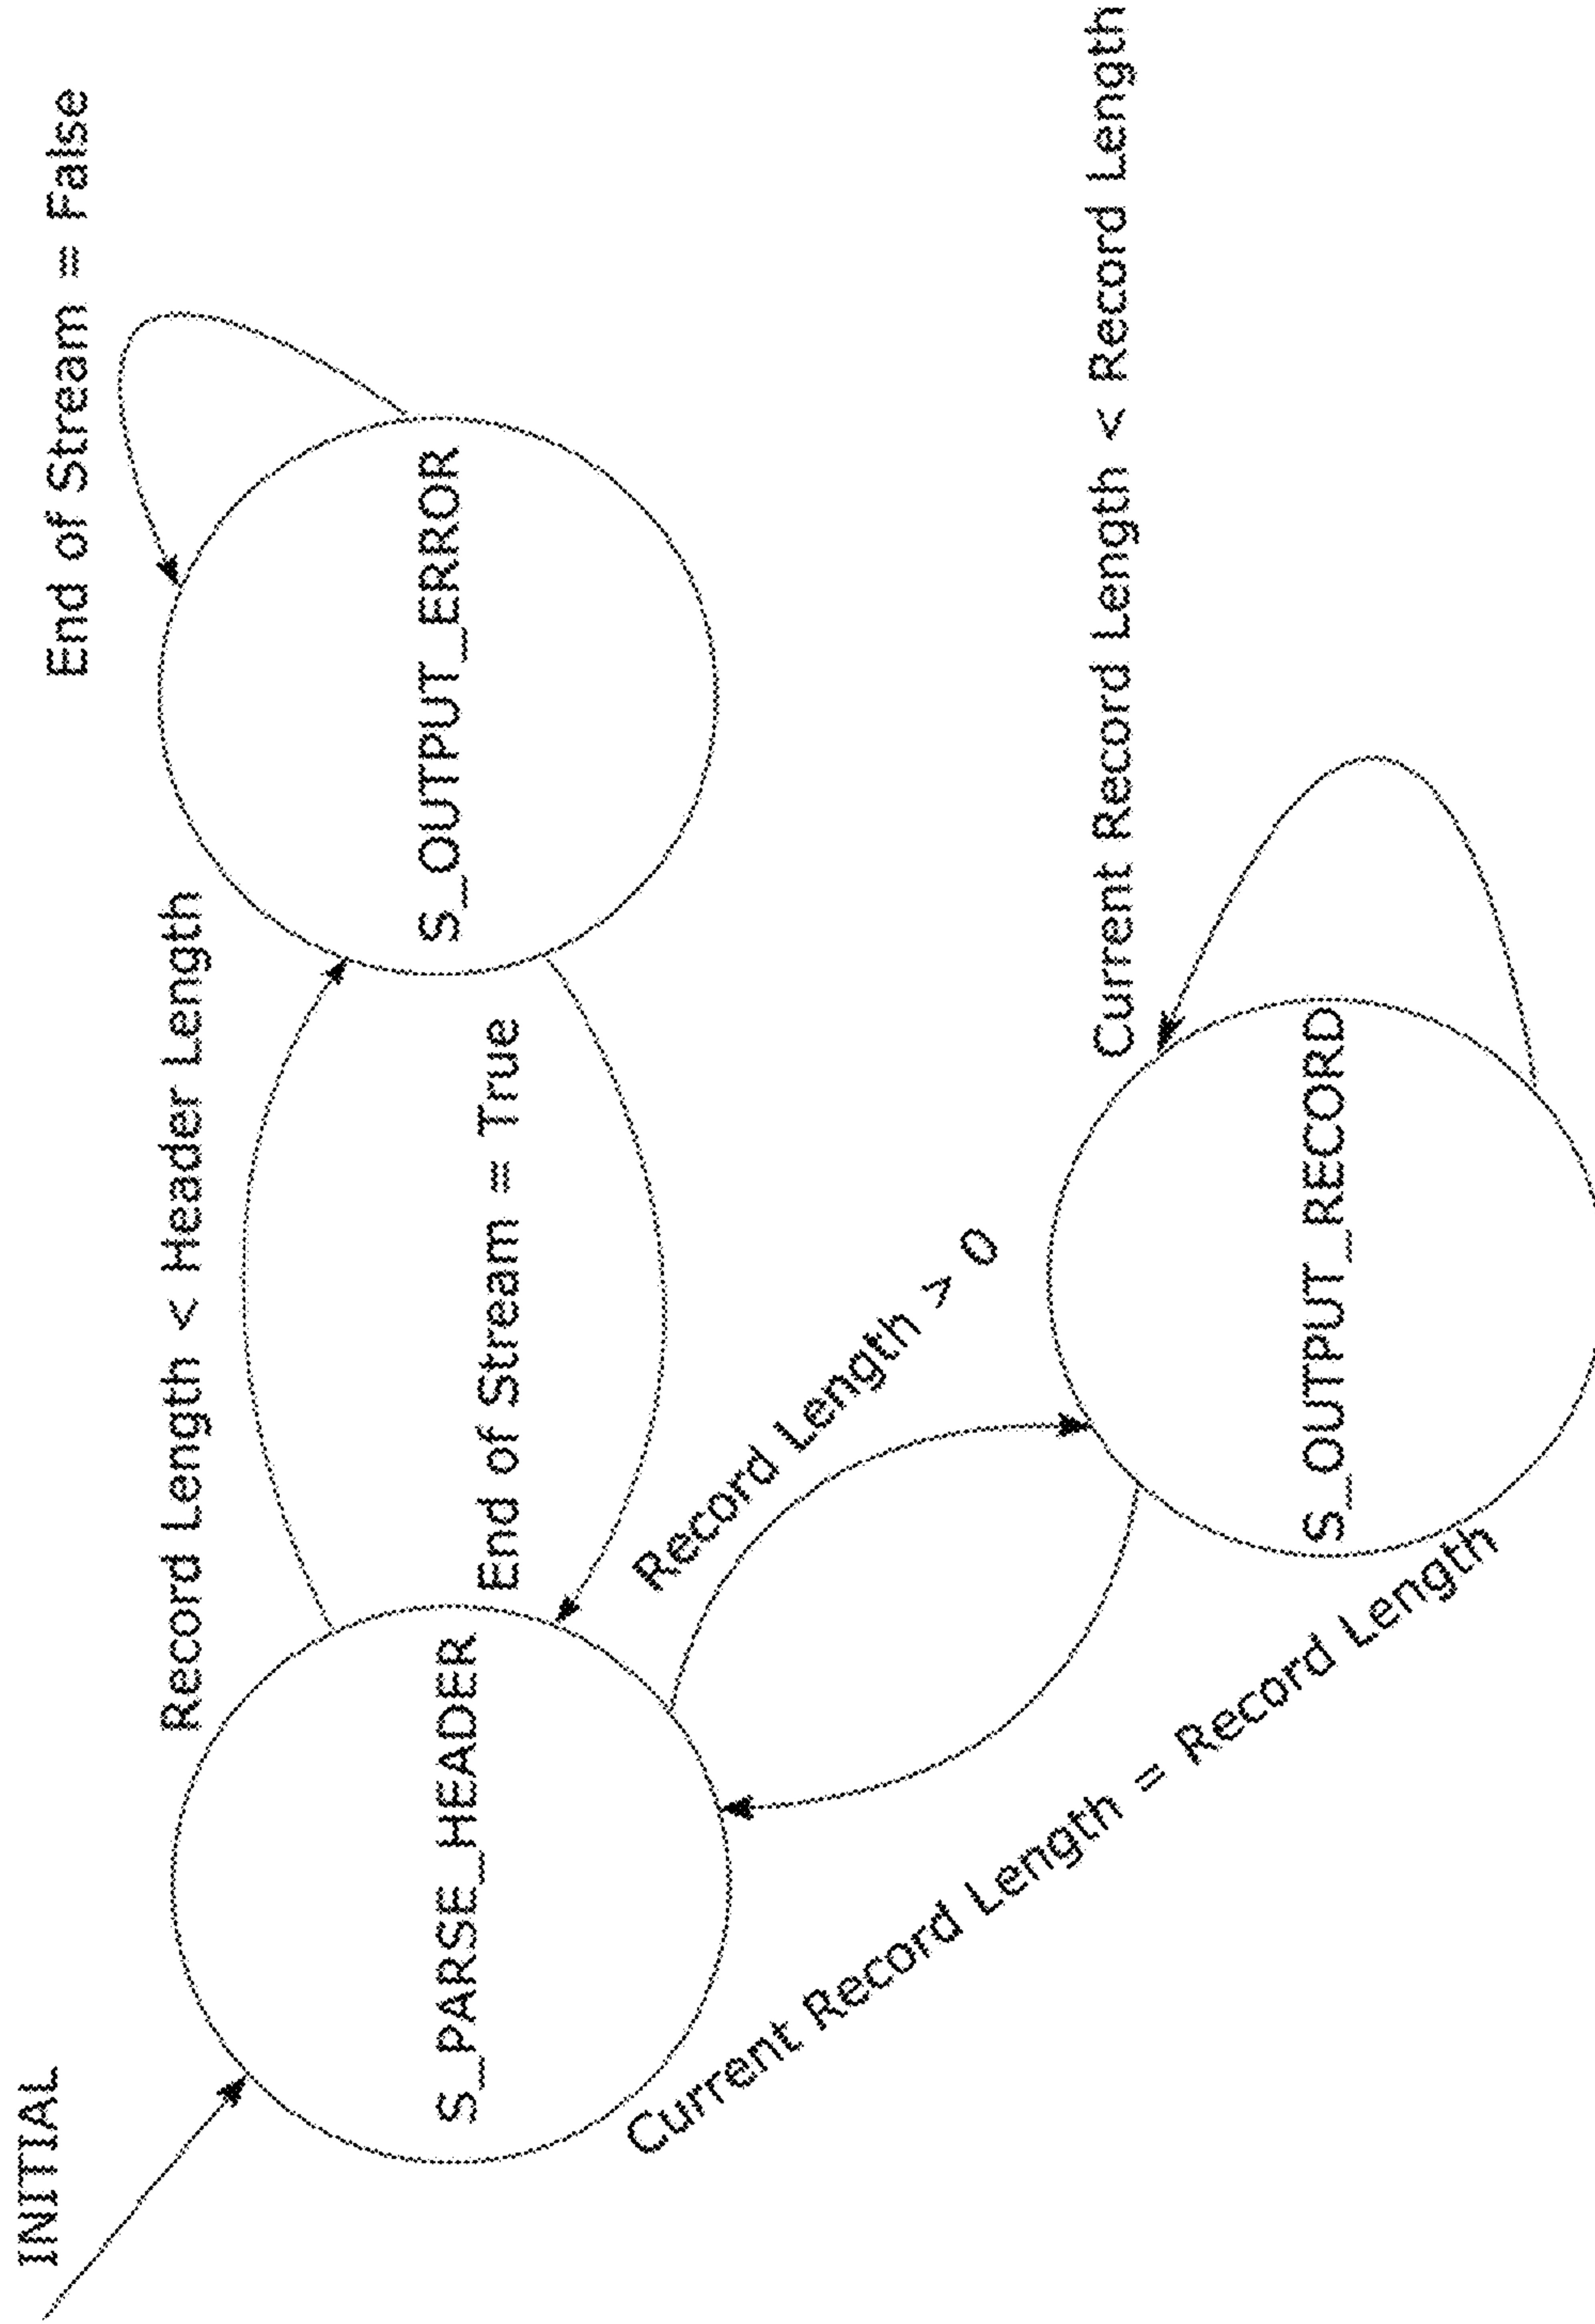 INITIAL
End of Stream = False
Record Length < Header Length
S_PARSE_HEADER
S_OUTPUT_ERROR
End of Stream = True
Record Length > 0
Current Record Length < Record Length
Current Record Length = Record Length
S_OUTPUT_RECORD